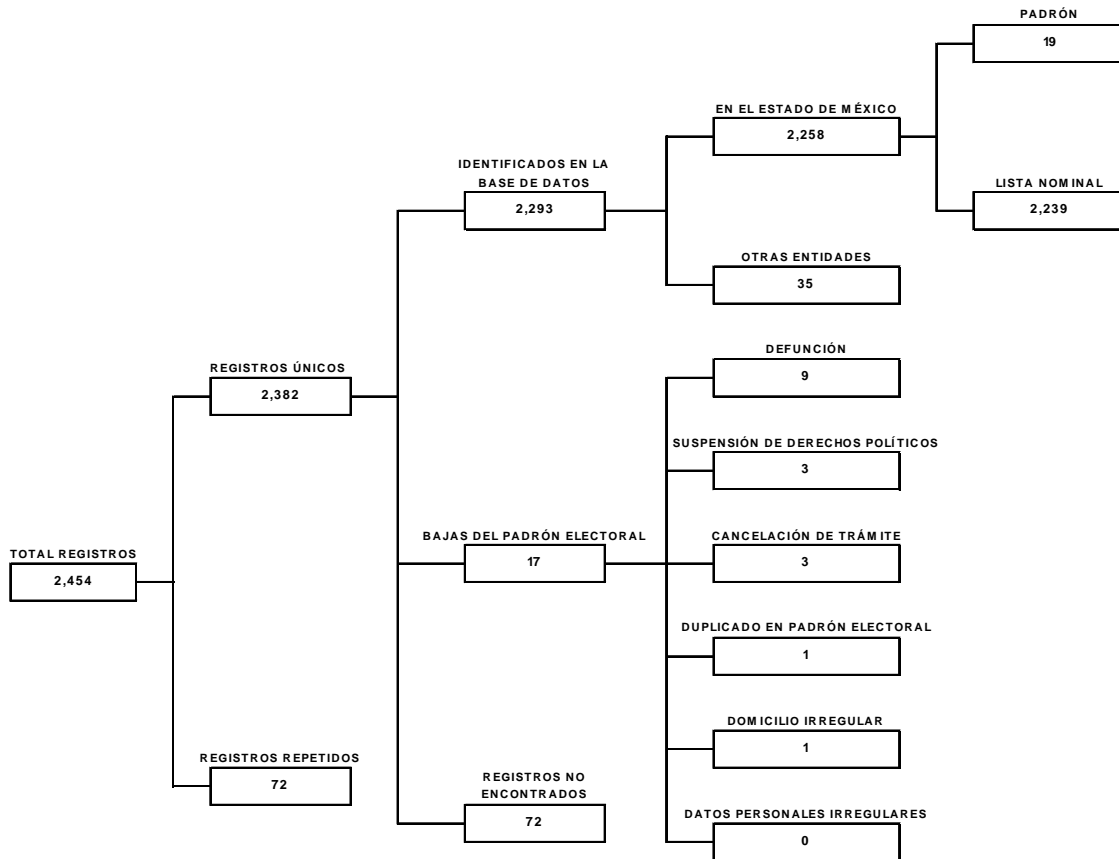 PADRÓN
19
EN EL ESTADO DE MÉXICO
2,258
IDENTIFICADOS EN LA
BASE DE DATOS
2,293
LISTA NOMINAL
2,239
OTRAS ENTIDADES
35
DEFUNCIÓN
9
REGISTROS ÚNICOS
2,382
SUSPENSIÓN DE DERECHOS POLÍTICOS
3
BAJAS DEL PADRÓN ELECTORAL
17
CANCELACIÓN DE TRÁMITE
3
TOTAL REGISTROS
2,454
DUPLICADO EN PADRÓN ELECTORAL
1
DOMICILIO IRREGULAR
1
REGISTROS REPETIDOS
72
REGISTROS NO
ENCONTRADOS
72
DATOS PERSONALES IRREGULARES
0